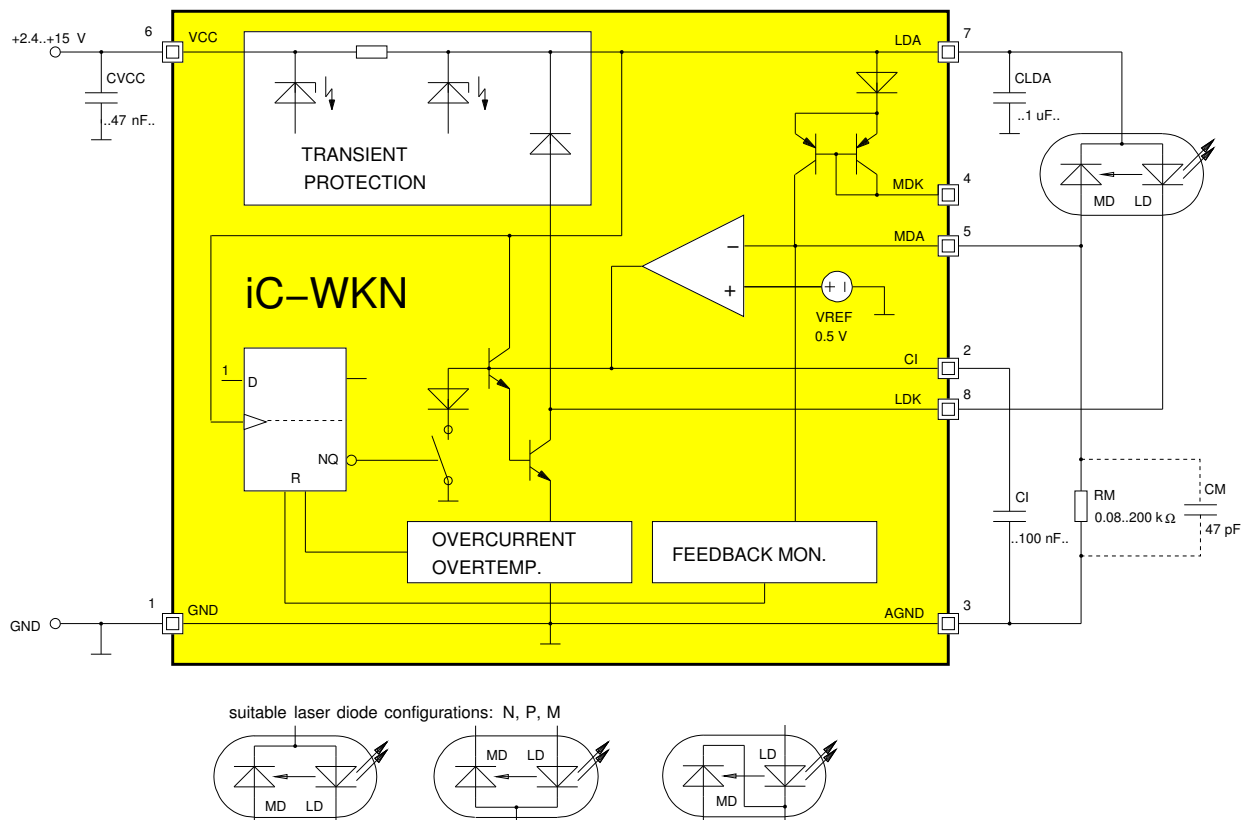 +2.4..+15 V
6
VCC
LDA
7
CVCC
..47 nF..
CLDA
..1 uF..
TRANSIENT
PROTECTION
MDK
4
MD LD
MDA
5
iC-WKN
− +
+ −
VREF
0.5 V
CI
2
1
D
LDK
8
NQ
R
CI
..100 nF..
RM
0.08..200 kΩ
CM
47 pF
OVERCURRENT
OVERTEMP.
FEEDBACK MON.
1
GND
GND
AGND
3
suitable laser diode configurations: N, P, M
MD LD
MD LD
LD
MD